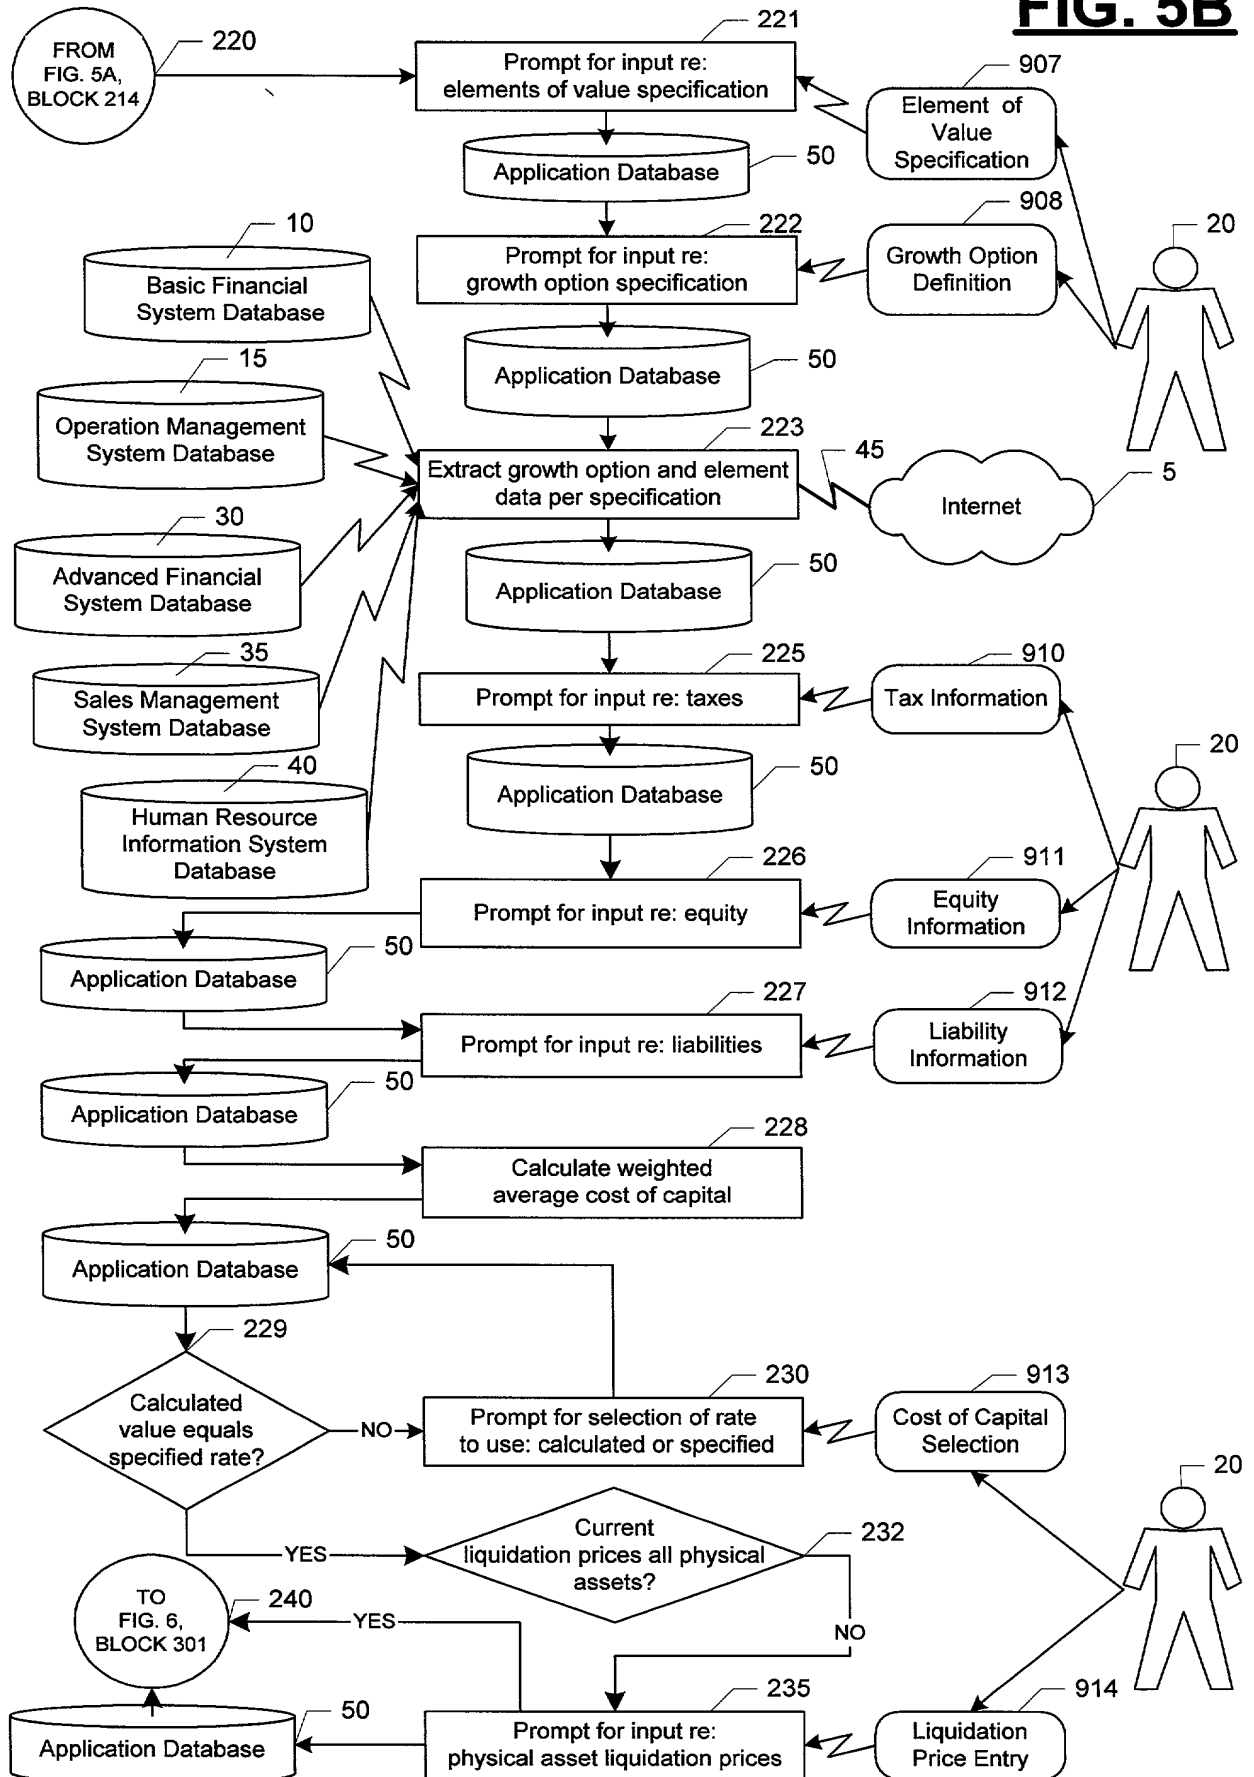 FIG. 5B
FROM
FIG. 5A,
BLOCK 214
220
221
Prompt for input re:
elements of value specification
907
Element of
Value
Specification
Application Database
50
908
Growth Option
Definition
20
10
Basic Financial
System Database
222
Prompt for input re:
growth option specification
15
Operation Management
System Database
Application Database
50
223
Extract growth option and element
data per specification
45
Internet
5
30
Advanced Financial
System Database
Application Database
50
35
Sales Management
System Database
225
Prompt for input re: taxes
910
Tax Information
20
40
Human Resource
Information System
Database
Application Database
50
226
Prompt for input re: equity
911
Equity
Information
Application Database
50
227
Prompt for input re: liabilities
912
Liability
Information
Application Database
50
228
Calculate weighted
average cost of capital
Application Database
50
229
Calculated
value equals
specified rate?
NO
230
Prompt for selection of rate
to use: calculated or specified
913
Cost of Capital
Selection
20
YES
Current
liquidation prices all physical
assets?
232
TO
FIG. 6,
BLOCK 301
240
YES
NO
235
Prompt for input re:
physical asset liquidation prices
914
Liquidation
Price Entry
Application Database
50